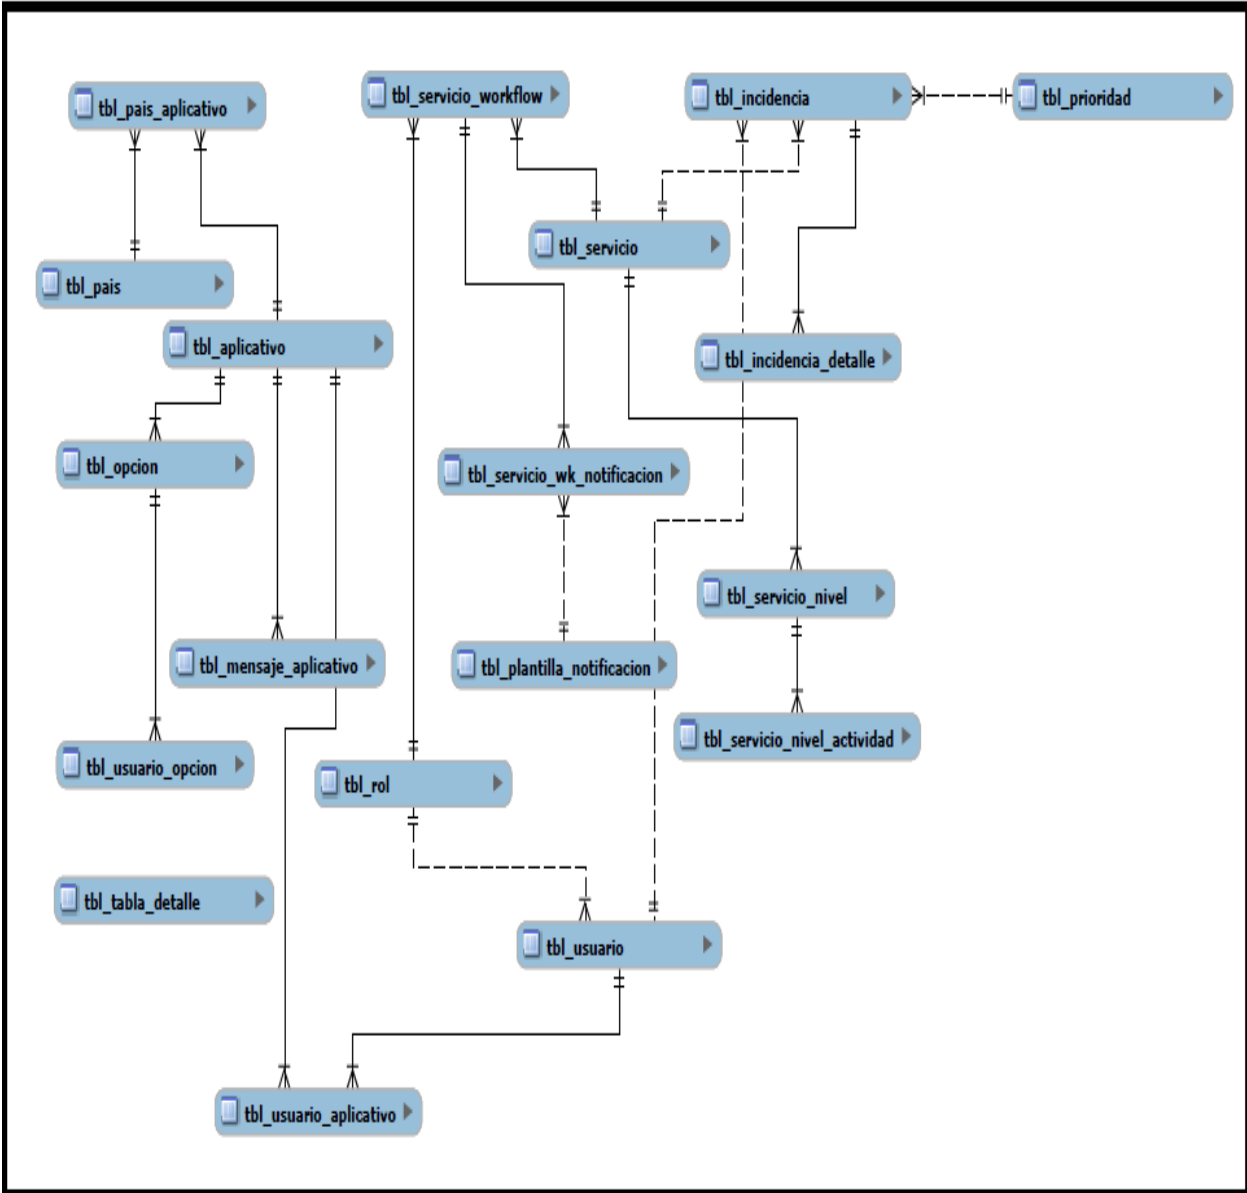 tbl_pais_aplicativo
tbl_servicio_workflow
tbl_incidencia
tbl_prioridad
tbl_servicio
tbl_pais
tbl_aplicativo
tbl_incidencia_detalle
tbl_opcion
tbl_servicio_wk_notificacion
tbl_servicio_nivel
tbl_mensaje_aplicativo
tbl_plantilla_notificacion
tbl_servicio_nivel_actividad
tbl_usuario_opcion
tbl_rol
tbl_tabla_detalle
tbl_usuario
tbl_usuario_aplicativo